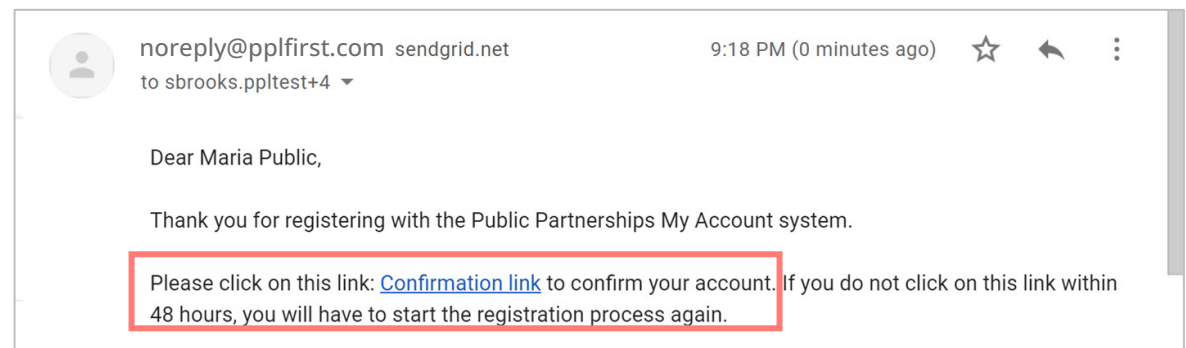 noreply@pplfirst.com sendgrid.net 9:18 PM (0 minutes ago)
to sbrooks.ppltest+4
Dear Maria Public,
Thank you for registering with the Public Partnerships My Account system.
Please click on this link: Confirmation link to confirm your account. If you do not click on this link within
48 hours, you will have to start the registration process again.